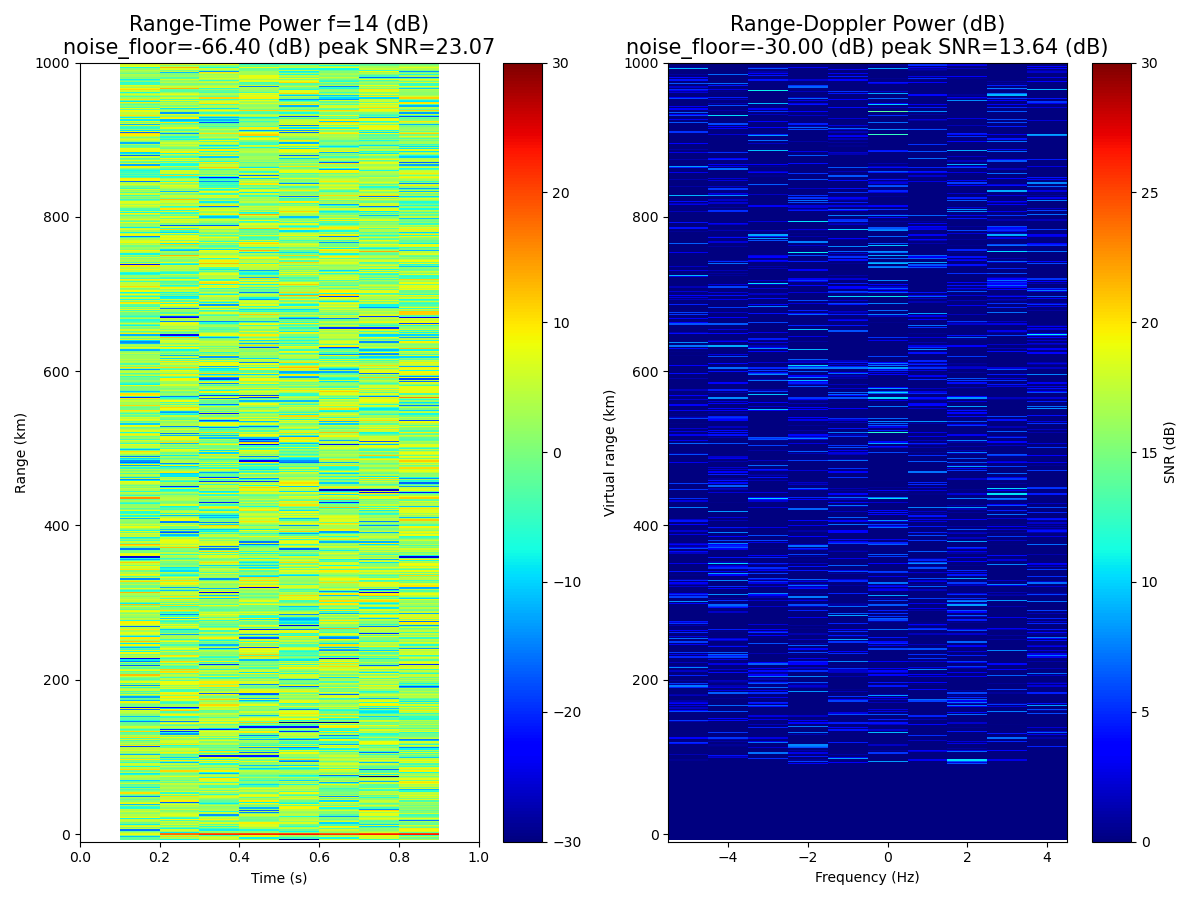 Range-Time Power f=14 (dB)
noise_floor=-66.40 (dB) peak SNR=23.07
Range-Doppler Power (dB)
noise_floor=-30.00 (dB) peak SNR=13.64 (dB)
1000
800
600
400
200
0
Range (km)
0.0 0.2 0.4 0.6 0.8 1.0
Time (s)
30
20
10
0
−10
−20
−30
1000
800
600
400
200
0
Virtual range (km)
−4 −2 0 2 4
Frequency (Hz)
30
25
20
15
10
5
0
SNR (dB)